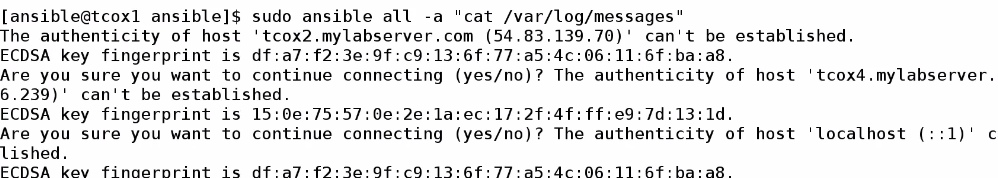 [ansible@tcox1 ansible]$ sudo ansible all -a "cat /var/log/messages"
The authenticity of host 'tcox2.mylabserver.com (54.83.139.70)' can't be established.
ECDSA key fingerprint is df:a7:f2:3e:9f:c9:13:6f:77:a5:4c:06:11:6f:ba:a8.
Are you sure you want to continue connecting (yes/no)? The authenticity of host 'tcox4.mylabserver.
6.239)' can't be established.
ECDSA key fingerprint is 15:0e:75:57:0e:2e:1a:ec:17:2f:4f:ff:e9:7d:13:1d.
Are you sure you want to continue connecting (yes/no)? The authenticity of host 'localhost (::1)' c
lished.
ECDSA key fingerprint is df:a7:f2:3e:9f:c9:13:6f:77:a5:4c:06:11:6f:ba:a8.